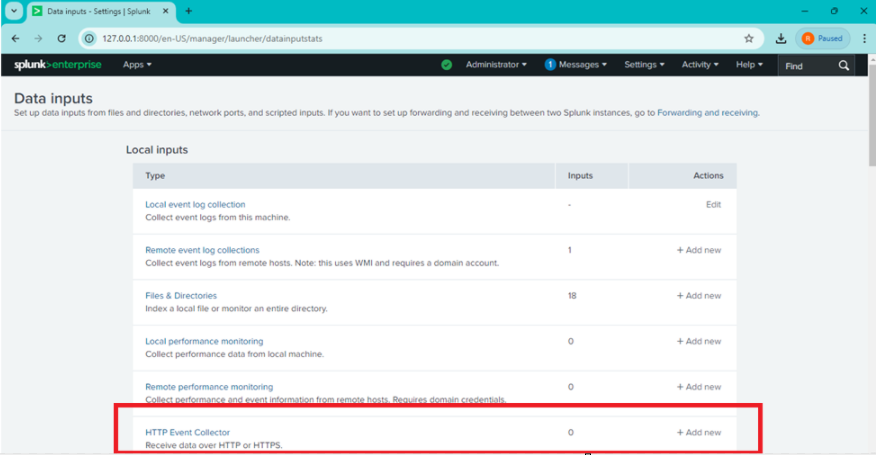 Data inputs - Settings | Splunk
127.0.0.1:8000/en-US/manager/launcher/datainputstats
Paused
splunk>enterprise Apps Administrator 1 Messages Settings Activity Help Find
Data inputs
Set up data inputs from files and directories, network ports, and scripted inputs. If you want to set up forwarding and receiving between two Splunk instances, go to Forwarding and receiving.
Local inputs
Type Inputs Actions
Local event log collection - Edit
Collect event logs from this machine.
Remote event log collections 1 + Add new
Collect event logs from remote hosts. Note: this uses WMI and requires a domain account.
Files & Directories 18 + Add new
Index a local file or monitor an entire directory.
Local performance monitoring 0 + Add new
Collect performance data from local machine.
Remote performance monitoring 0 + Add new
Collect performance and event information from remote hosts. Requires domain credentials.
HTTP Event Collector 0 + Add new
Receive data over HTTP or HTTPS.